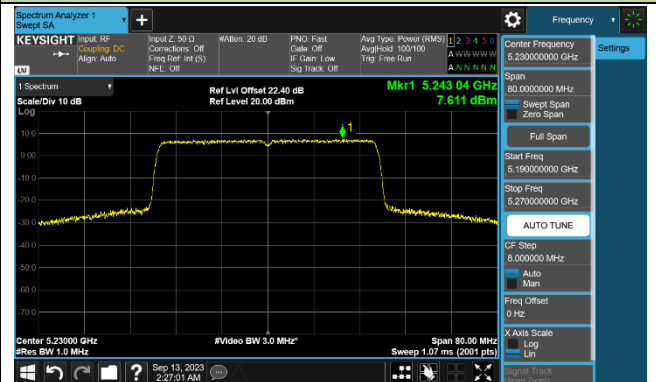 Spectrum Analyzer 1
Swept SA
Frequency
KEYSIGHT
Input: RF
Coupling: DC
Align: Auto
Input Z: 50 Ω
Corrections: Off
Freq Ref: Int (S)
NFE: Off
#Atten: 20 dB
PNO: Fast
Gate: Off
IF Gain: Low
Sig Track: Off
Avg Type: Power (RMS)
Avg|Hold: 100/100
Trig: Free Run
1 2 3 4 5 6
A W W W W W
A N N N N N
LXI
Center Frequency
5.230000000 GHz
Settings
Span
80.0000000 MHz
Swept Span
Zero Span
Full Span
Start Freq
5.190000000 GHz
Stop Freq
5.270000000 GHz
AUTO TUNE
CF Step
8.000000 MHz
Auto
Man
Freq Offset
0 Hz
X Axis Scale
Log
Lin
Signal Track
(Span Zoom)
1 Spectrum
Scale/Div 10 dB
Log
Ref Lvl Offset 22.40 dB
Ref Level 20.00 dBm
Mkr1 5.243 04 GHz
7.611 dBm
1
10.0
0.00
-10.0
-20.0
-30.0
-40.0
-50.0
-60.0
-70.0
Center 5.23000 GHz
#Res BW 1.0 MHz
#Video BW 3.0 MHz*
Span 80.00 MHz
Sweep 1.07 ms (2001 pts)
?
Sep 13, 2023
2:27:01 AM